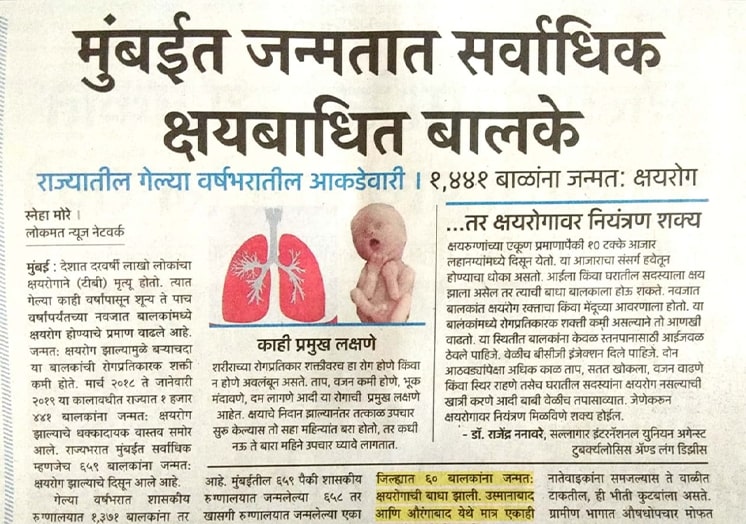 मुंबईत जन्मतात सर्वाधिक
क्षयबाधित बालके
राज्यातील गेल्या वर्षभरातील आकडेवारी । १,४४१ बाळांना जन्मत: क्षयरोग
स्नेहा मोरे ।
लोकमत न्यूज नेटवर्क
मुंबई : देशात दरवर्षी लाखो लोकांचा
क्षयरोगाने (टीबी) मृत्यू होतो. त्यात
गेल्या काही वर्षांपासून शून्य ते पाच
वर्षापर्यंतच्या नवजात बालकांमध्ये
क्षयरोग होण्याचे प्रमाण वाढले आहे.
जन्मत: क्षयरोग झाल्यामुळे बऱ्याचदा
या बालकांची रोगप्रतिकारक शक्ती
कमी होते. मार्च २०१८ ते जानेवारी
२०१९ या कालावधीत राज्यात १ हजार
४४१ बालकांना जन्मत: क्षयरोग
झाल्याचे धक्कादायक वास्तव समोर
आले. राज्यभरात मुंबईत सर्वाधिक
म्हणजेच ६५९ बालकांना जन्मत:
क्षयरोग झाल्याचे दिसून आले आहे.
गेल्या वर्षभरात शासकीय
रुग्णालयात १,३७१ बालकांना तर
काही प्रमुख लक्षणे
शरीराच्या रोगप्रतिकार शक्तीवरच हा रोग होणे किंवा
न होणे अवलंबून असते. ताप, वजन कमी होणे, भूक
मंदावणे, दम लागणे आदी या रोगाची प्रमुख लक्षणे
आहेत. क्षयाचे निदान झाल्यानंतर तत्काळ उपचार
सुरू केल्यास तो सहा महिन्यांत बरा होतो, तर कधी
नऊ ते बारा महिने उपचार घ्यावे लागतात.
आहे. मुंबईतील ६५९ पैकी शासकीय
रुग्णालयात जन्मलेल्या ६५८ तर
खासगी रुग्णालयात जन्मलेल्या एका
जिल्ह्यात ६० बालकांना जन्मत:
क्षयरोगाची बाधा झाली. उस्मानाबाद
आणि औरंगाबाद येथे मात्र एकाही
...तर क्षयरोगावर नियंत्रण शक्य
क्षयरुग्णांच्या एकूण प्रमाणापैकी १० टक्के आजार
लहानग्यांमध्ये दिसून येतो. या आजाराचा संसर्ग हवेतून
होण्याचा धोका असतो. आईला किंवा घरातील सदस्याला क्षय
झाला असेल तर त्याची बाधा बाळाला होऊ शकते. नवजात
बालकांत क्षयरोग रक्ताचा किंवा मेंदूच्या आवरणाला होतो. या
बालकांमध्ये रोगप्रतिकारक शक्ती कमी असल्याने तो आणखी
वाढतो. या स्थितीत बालकांना केवळ स्तनपानासाठी आईजवळ
ठेवले पाहिजे. वेळीच बीसीजी इंजेक्शन दिले पाहिजे. दोन
आठवड्यांपेक्षा अधिक काळ ताप, सतत खोकला, वजन वाढणे
किंवा स्थिर राहणे तसेच घरातील सदस्यांना क्षयरोग नसल्याची
खात्री करणे आदी बाबी वेळीच तपासव्यात. जेणेकरून
क्षयरोगावर नियंत्रण मिळविणे शक्य होईल.
- डॉ. राजेंद्र ननावरे, सल्लागार इंटरनॅशनल युनियन अगेन्स्ट
टुबर्क्युलोसिस ॲण्ड लंग डिझीस
नातेवाइकांना समजल्यास ते वाळीत
टाकतील, ही भीती कुटुंबाला असते.
ग्रामीण भागात औषधोपचार मोफत